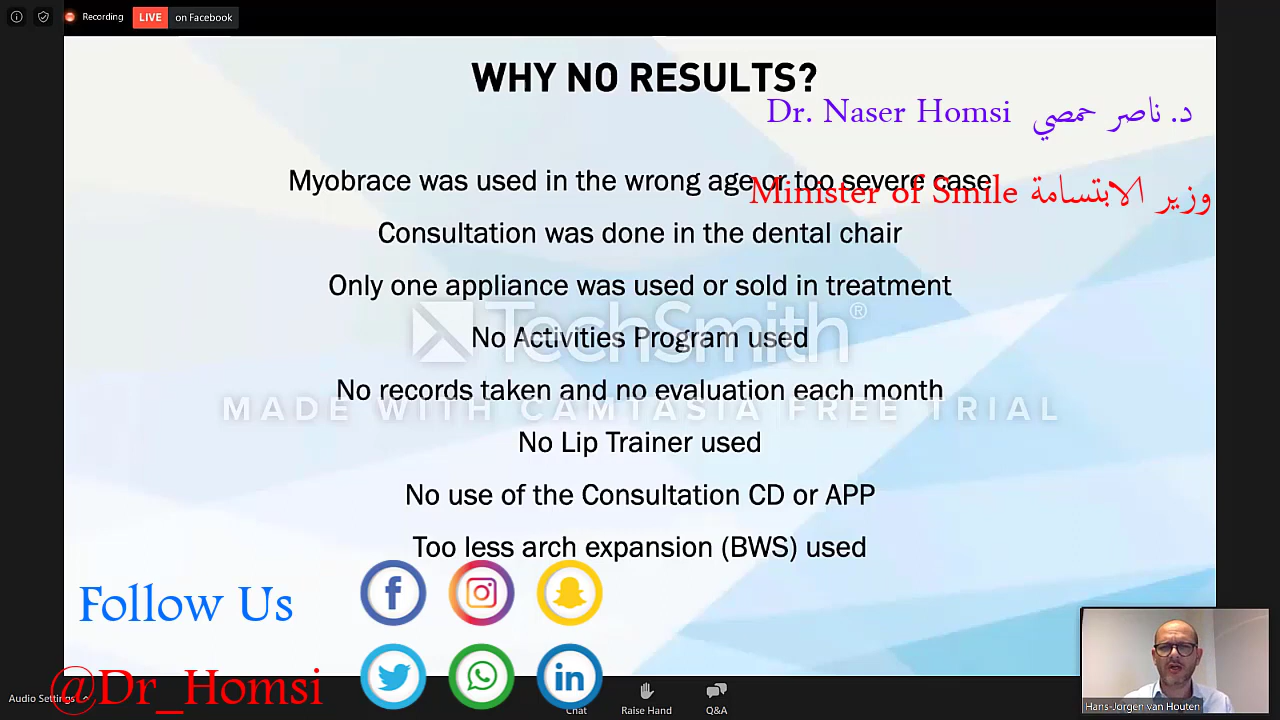 Recording
LIVE on Facebook
WHY NO RESULTS?
Dr. Naser Homsi د. ناصر حمصي
Myobrace was used in the wrong age or too severe case
Minister of Smile وزير الابتسامة
Consultation was done in the dental chair
Only one appliance was used or sold in treatment
TechSmith®
No Activities Program used
No records taken and no evaluation each month
MADE WITH CAMTASIA FREE TRIAL
No Lip Trainer used
No use of the Consultation CD or APP
Too less arch expansion (BWS) used
Follow Us
@Dr_Homsi
Audio Settings
Chat
Raise Hand
Q&A
Hans-Jorgen van Houten